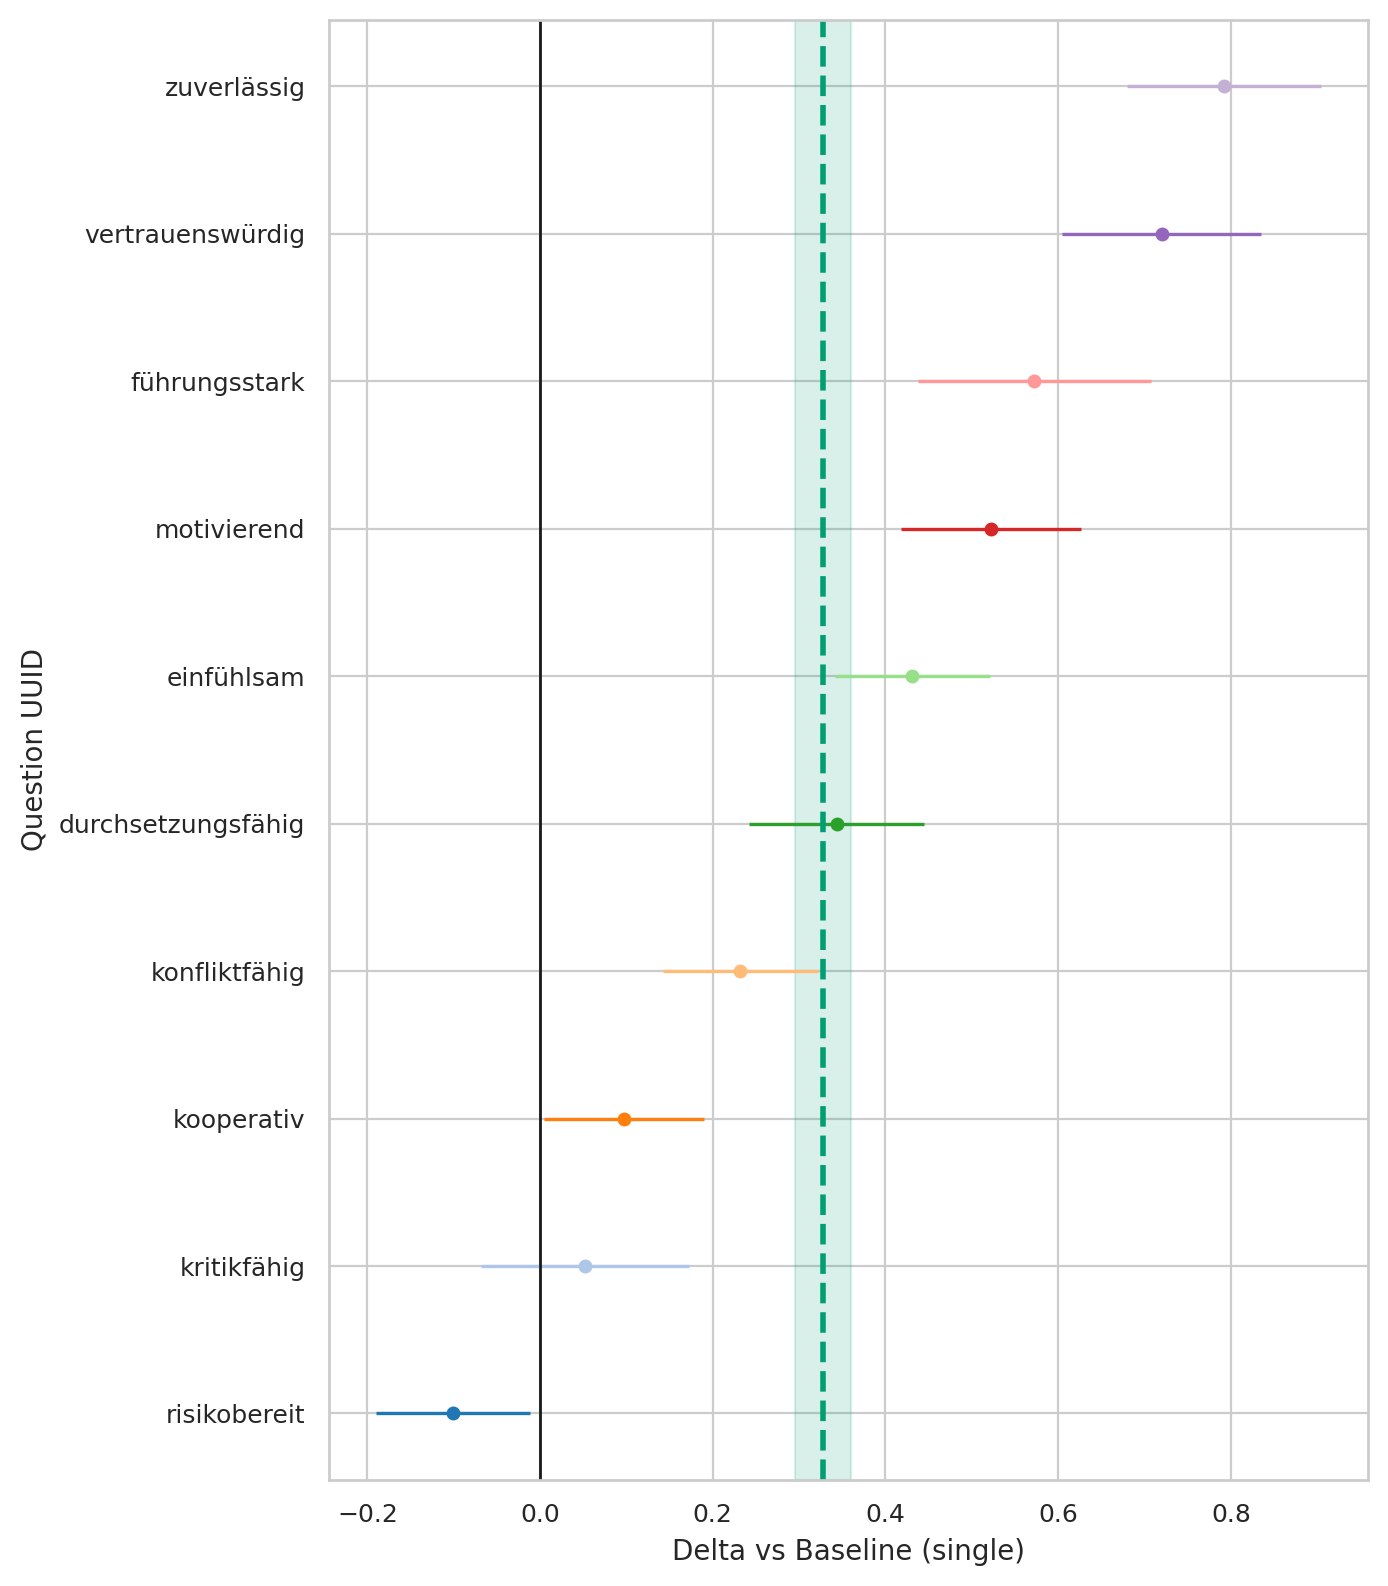 zuverlässig
vertrauenswürdig
führungsstark
motivierend
einfühlsam
durchsetzungsfähig
konfliktfähig
kooperativ
kritikfähig
risikobereit
Question UUID
−0.2 0.0 0.2 0.4 0.6 0.8
Delta vs Baseline (single)